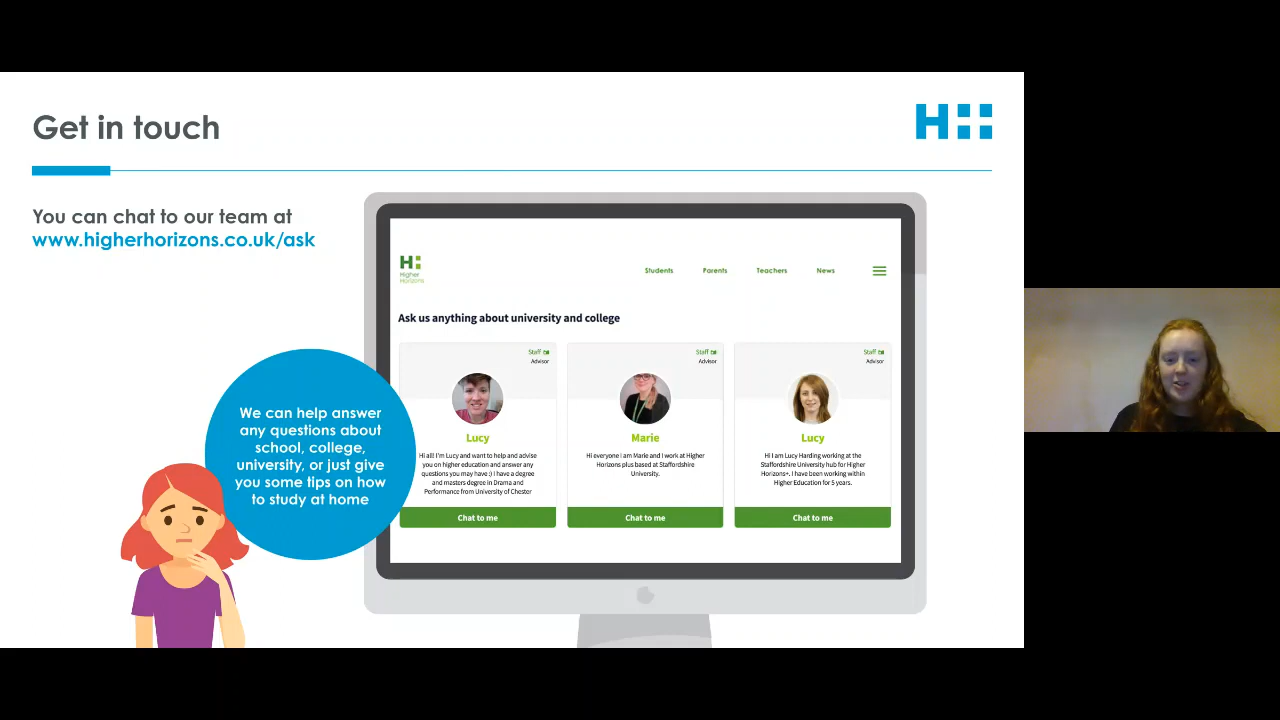 Get in touch
H
You can chat to our team at
www.higherhorizons.co.uk/ask
H
Higher
Horizons
Students
Parents
Teachers
News
Ask us anything about university and college
Staff
Advisor
Lucy
Hi all! I'm Lucy and want to help and advise
you on higher education and answer any
questions you may have :) I have a degree
and masters degree in Drama and
Performance from University of Chester
Chat to me
Staff
Advisor
Marie
Hi everyone I am Marie and I work at Higher
Horizons plus based at Staffordshire
University.
Chat to me
Staff
Advisor
Lucy
Hi I am Lucy Harding working at the
Staffordshire University hub for Higher
Horizons+. I have been working within
Higher Education for 5 years.
Chat to me
We can help answer
any questions about
school, college,
university, or just give
you some tips on how
to study at home